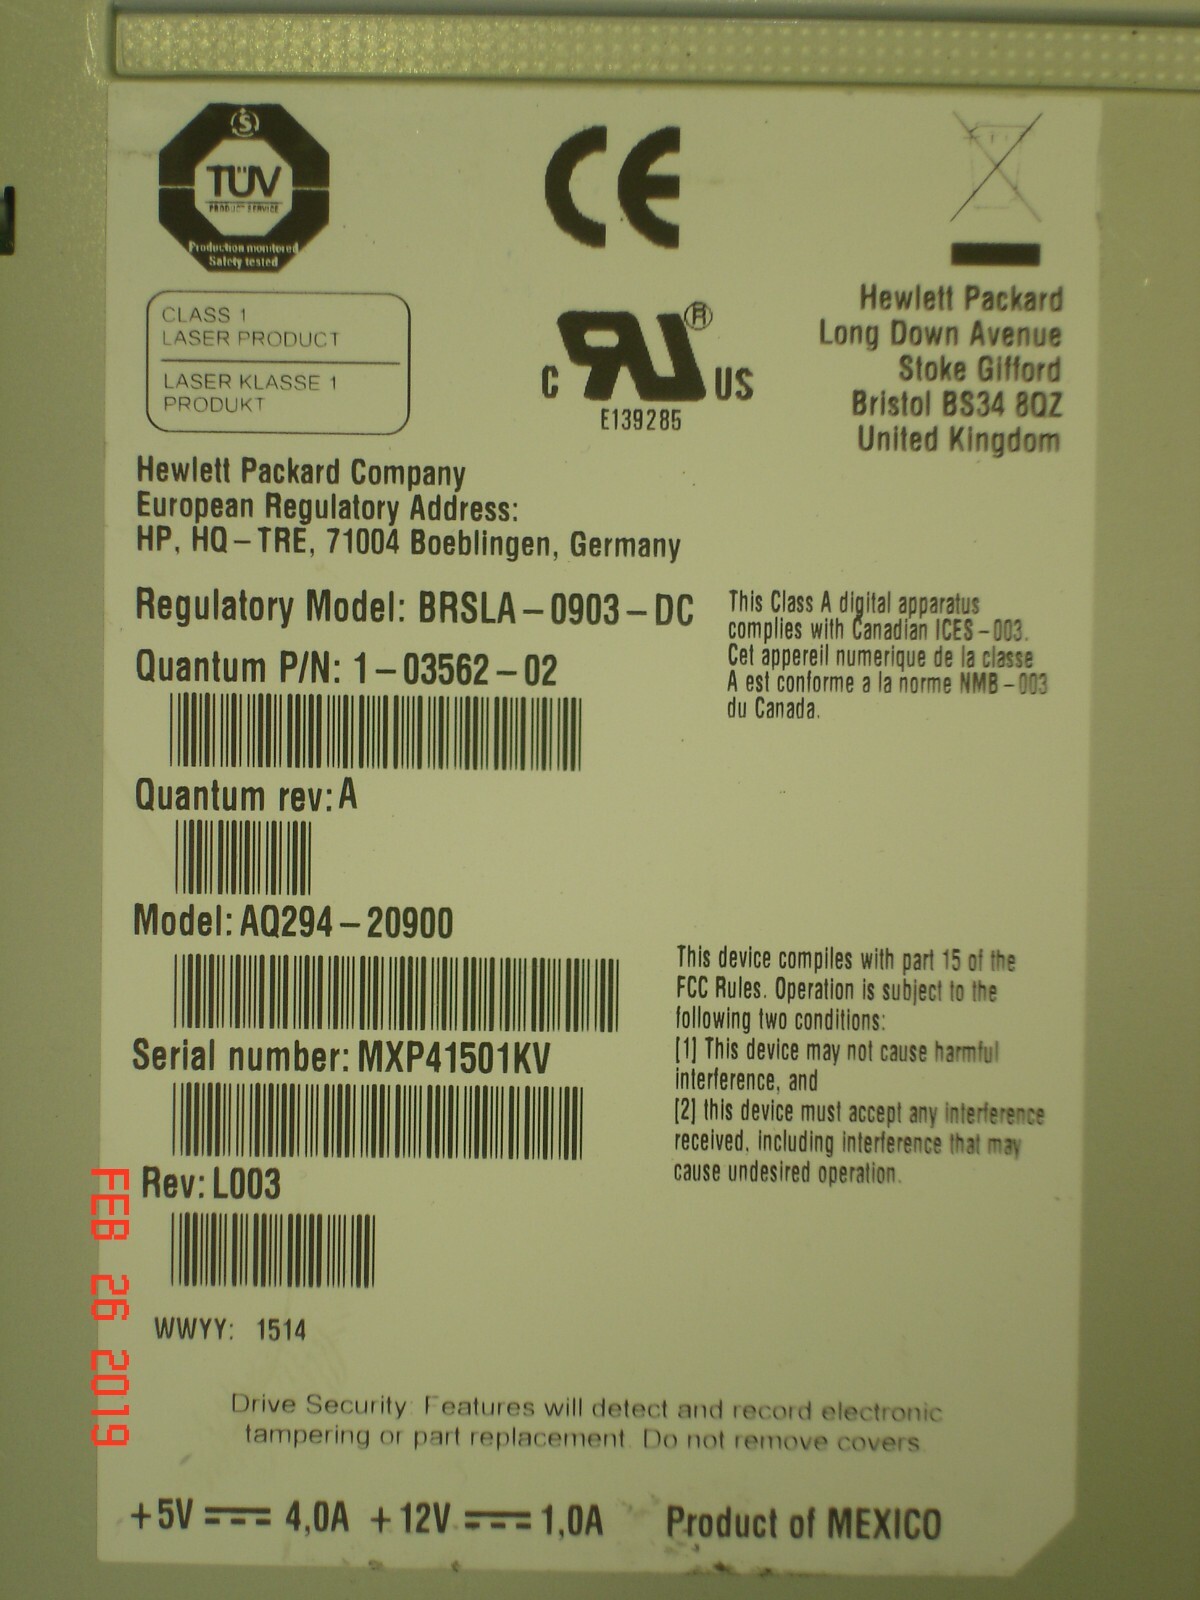 S
TÜV
PRODUCT SERVICE
Production monitored
Safety tested
CE
CLASS 1
LASER PRODUCT
LASER KLASSE 1
PRODUKT
C RU® US
E139285
Hewlett Packard
Long Down Avenue
Stoke Gifford
Bristol BS34 8QZ
United Kingdom
Hewlett Packard Company
European Regulatory Address:
HP, HQ-TRE, 71004 Boeblingen, Germany
Regulatory Model: BRSLA-0903-DC
Quantum P/N: 1-03562-02
Quantum rev: A
Model: AQ294-20900
Serial number: MXP41501KV
Rev: L003
WWYY: 1514
This Class A digital apparatus
complies with Canadian ICES-003.
Cet appereil numerique de la classe
A est conforme a la norme NMB-003
du Canada.
This device compiles with part 15 of the
FCC Rules. Operation is subject to the
following two conditions:
[1] This device may not cause harmful
interference, and
[2] this device must accept any interference
received, including interference that may
cause undesired operation.
Drive Security: Features will detect and record electronic
tampering or part replacement. Do not remove covers.
+5V 4,0A +12V 1,0A Product of MEXICO
FEB 26 2019